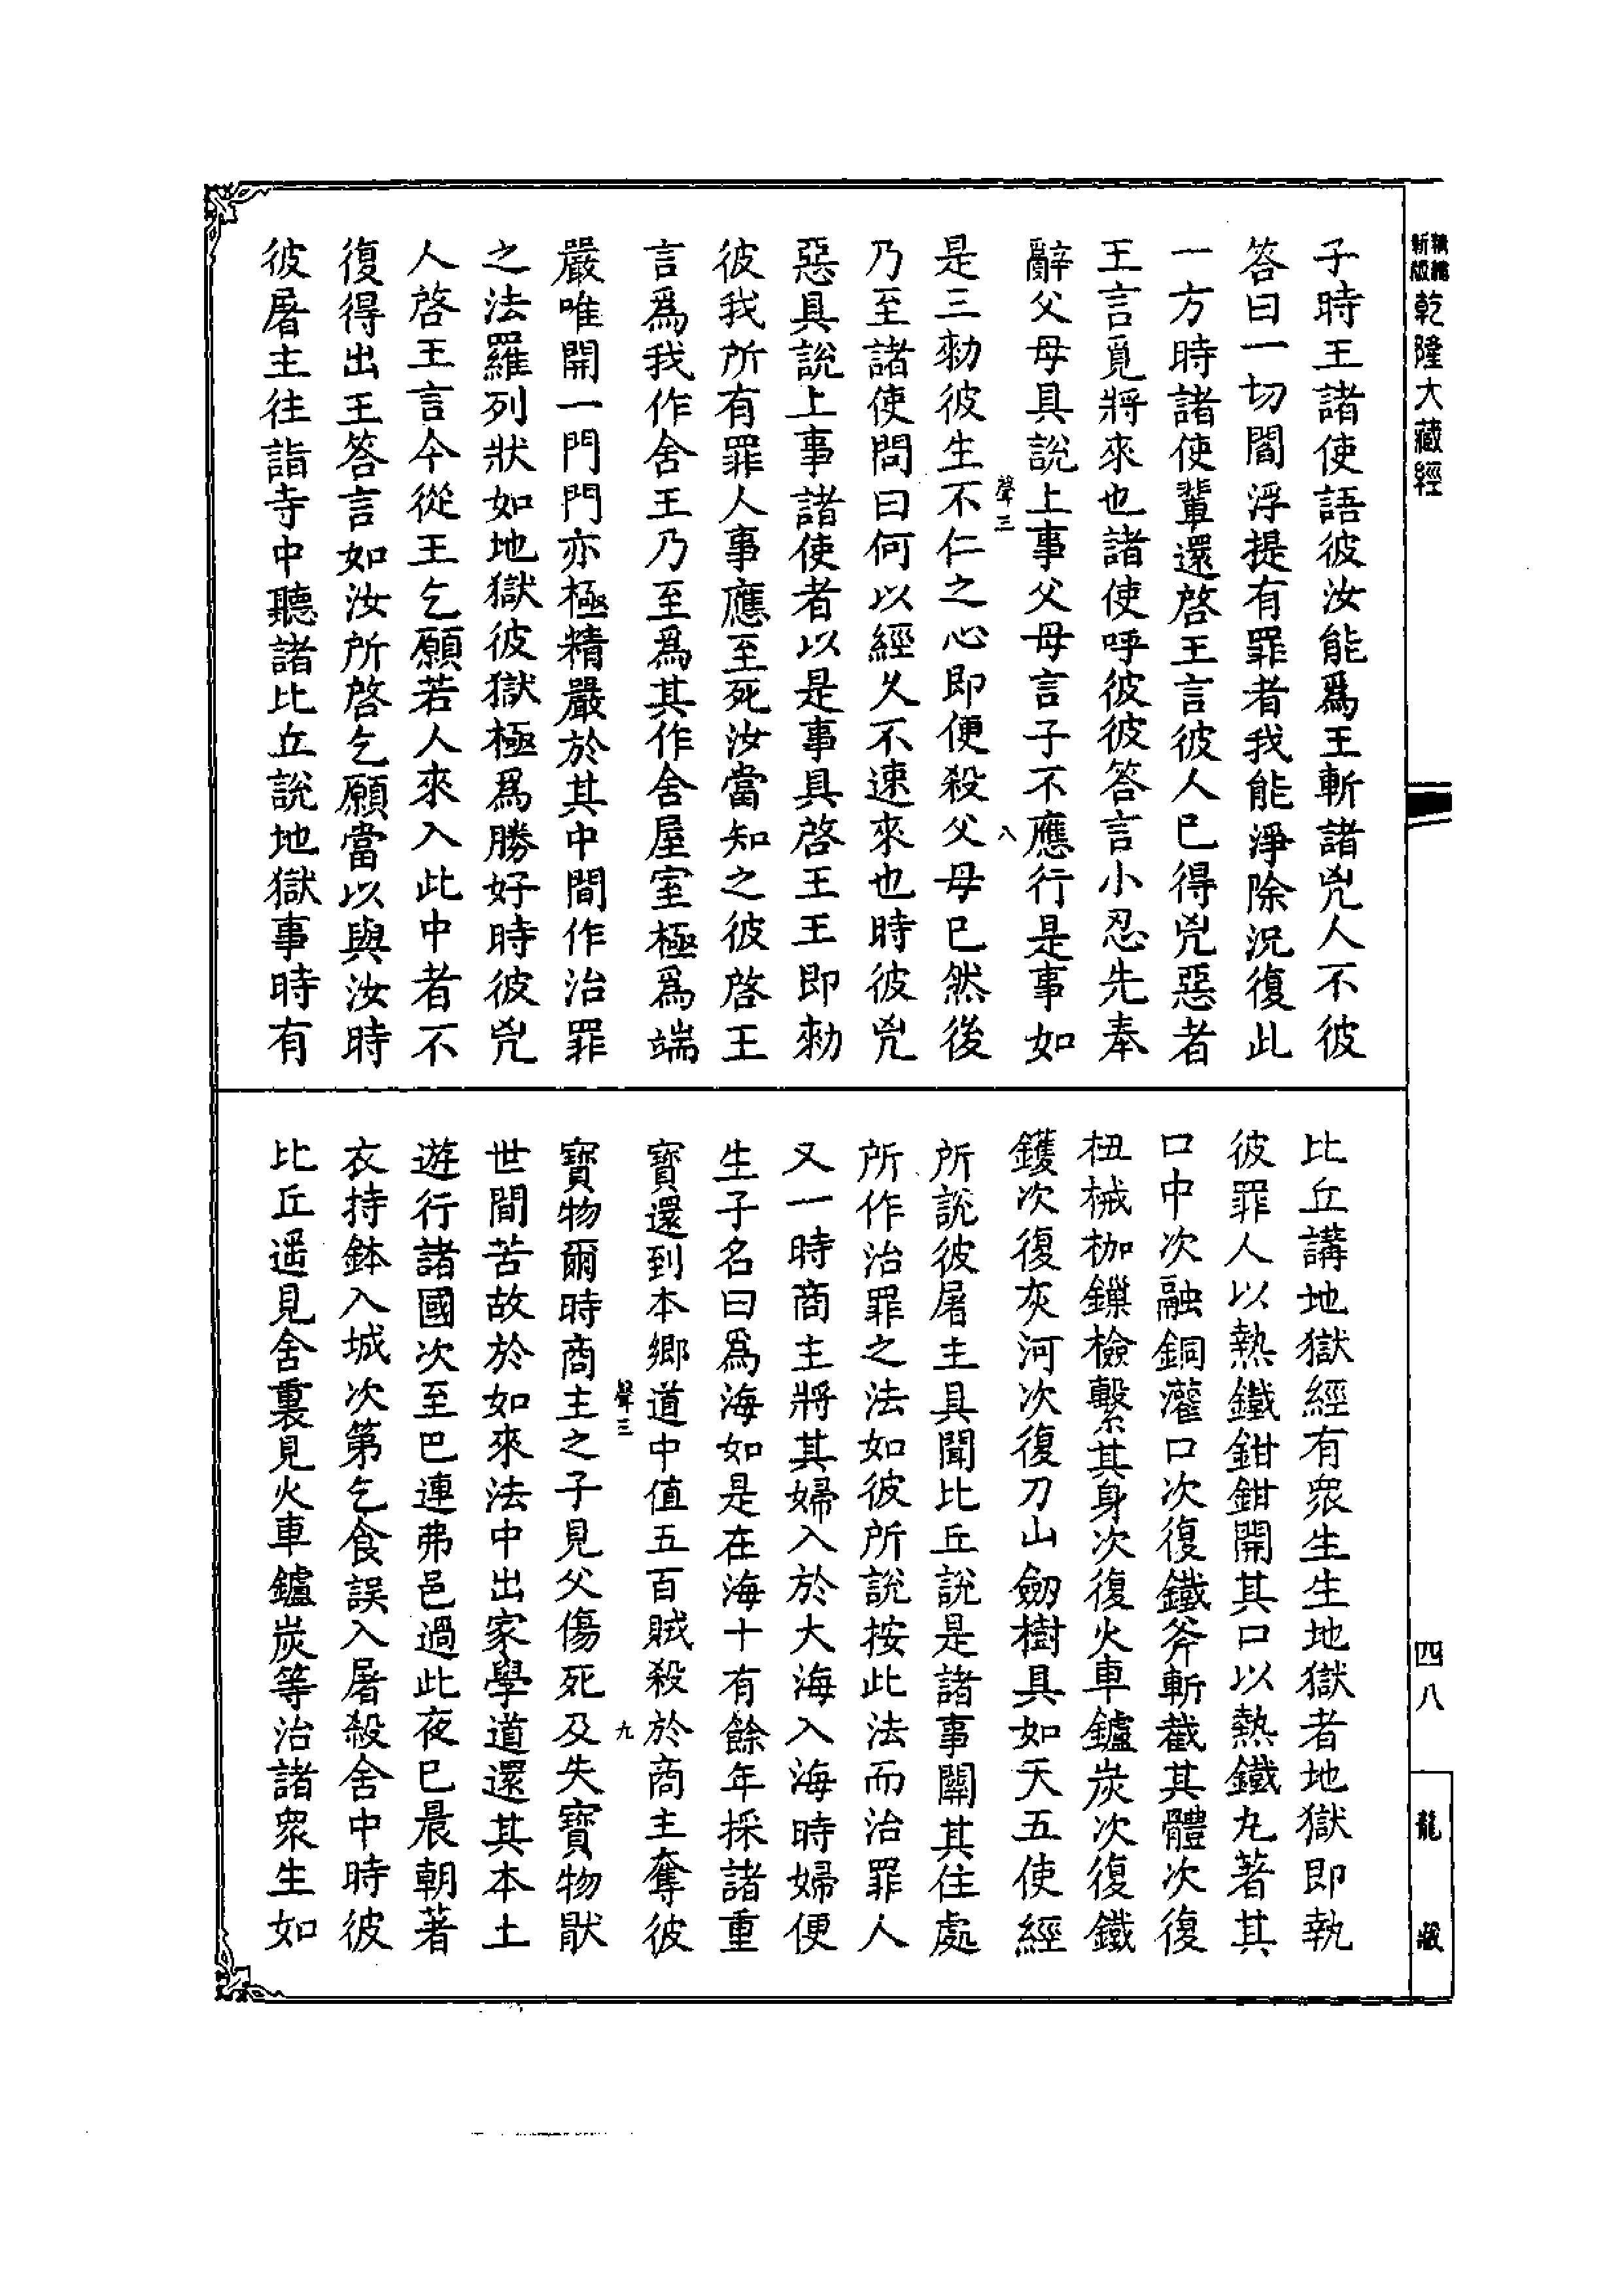 新版
精縮
乾隆大藏經
子時王諸使語彼汝能爲王斬諸兇人不彼
答曰一切閻浮提有罪者我能淨除況復此
一方時諸使輩還啓王言彼人已得兇惡者
王言覓將來也諸使呼彼彼答言小忍先奉
辭父母具說上事父母言子不應行是事如
聲三
八
是三勑彼生不仁之心即便殺父母已然後
乃至諸使問曰何以經久不速來也時彼兇
惡具說上事諸使者以是事具啓王王即勑
彼我所有罪人事應至死汝當知之彼啓王
言爲我作舍王乃至爲其作舍屋室極爲端
嚴唯開一門門亦極精嚴於其中間作治罪
之法羅列狀如地獄彼獄極爲勝好時彼兇
人啓王言今從王乞願若人來入此中者不
復得出王答言如汝所啓乞願當以與汝時
彼屠主往詣寺中聽諸比丘說地獄事時有
比丘講地獄經有衆生生地獄者地獄即執
彼罪人以熱鐵鉗鉗開其口以熱鐵丸著其
口中次融銅灌口次復鐵斧斬截其體次復
杻械枷鏁檢繫其身次復火車鑪炭次復鐵
鑊次復灰河次復刀山劒樹具如天五使經
所說彼屠主具聞比丘說是諸事闢其住處
所作治罪之法如彼所說按此法而治罪人
又一時商主將其婦入於大海入海時婦便
生子名曰爲海如是在海十有餘年採諸重
寶還到本鄉道中值五百賊殺於商主奪彼
聲三
九
寶物爾時商主之子見父傷死及失寶物猒
世間苦故於如來法中出家學道還其本土
遊行諸國次至巴連弗邑過此夜已晨朝著
衣持鉢入城次第乞食誤入屠殺舍中時彼
比丘遥見舍裏見火車鑪炭等治諸衆生如
四八
龍藏